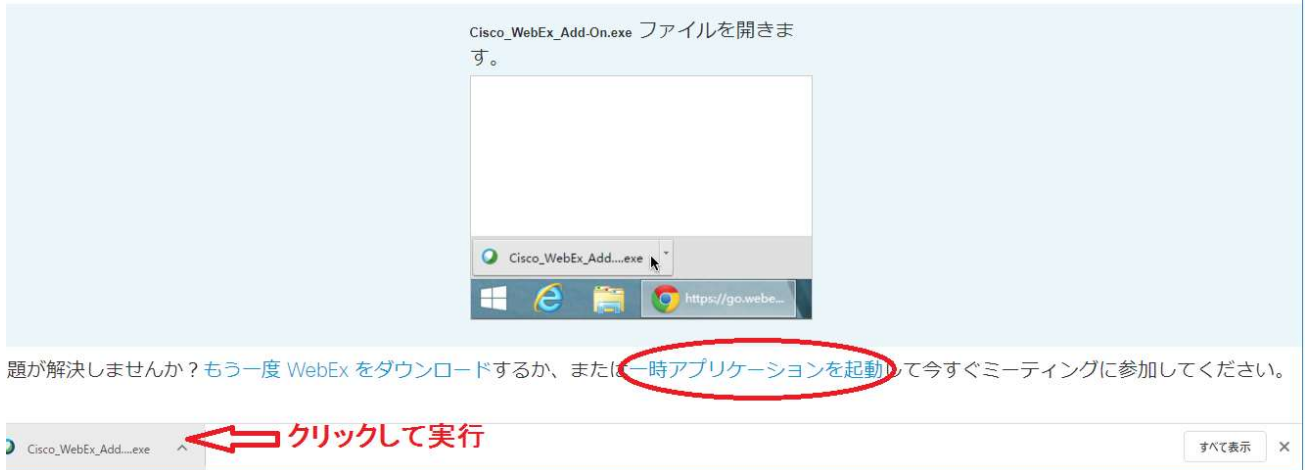 Cisco_WebEx_Add-On.exe ファイルを開きま
す。
Cisco_WebEx_Add....exe
https://go.webe...
題が解決しませんか？もう一度 WebEx をダウンロードするか、または一時アプリケーションを起動して今すぐミーティングに参加してください。
Cisco_WebEx_Add....exe
クリックして実行
すべて表示